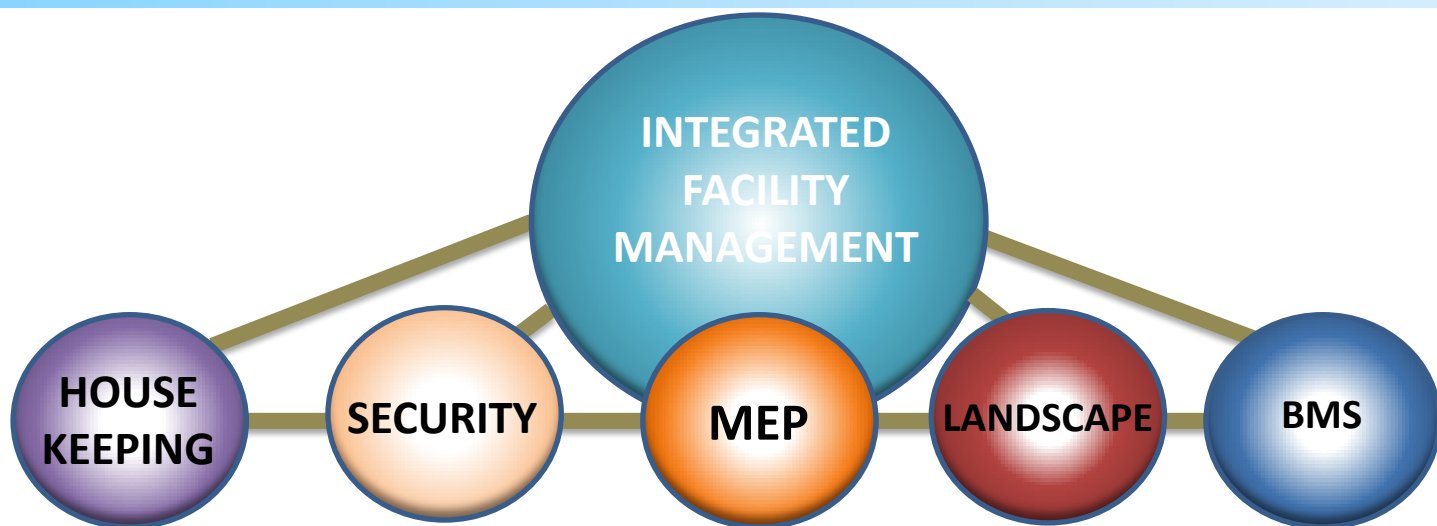 INTEGRATED
FACILITY
MANAGEMENT
HOUSE
KEEPING
SECURITY
MEP
LANDSCAPE
BMS